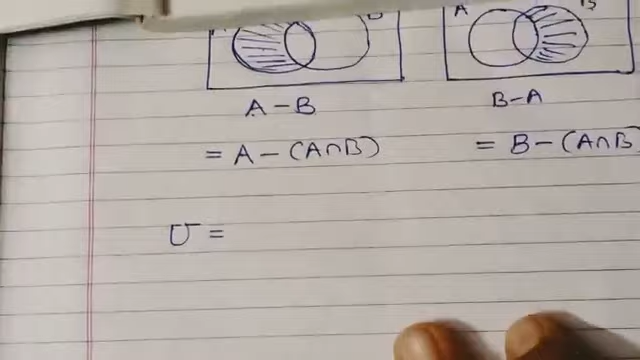 A B
A - B B - A
= A - (A∩B) = B - (A∩B)
U =